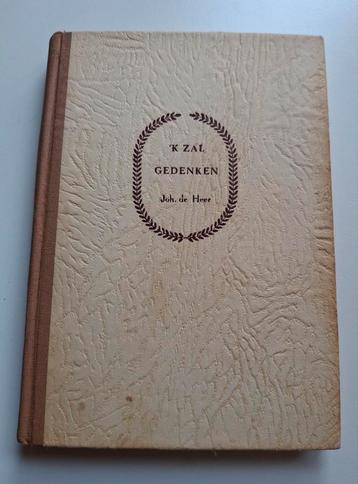 'K ZAL
GEDENKEN
Joh. de Heer